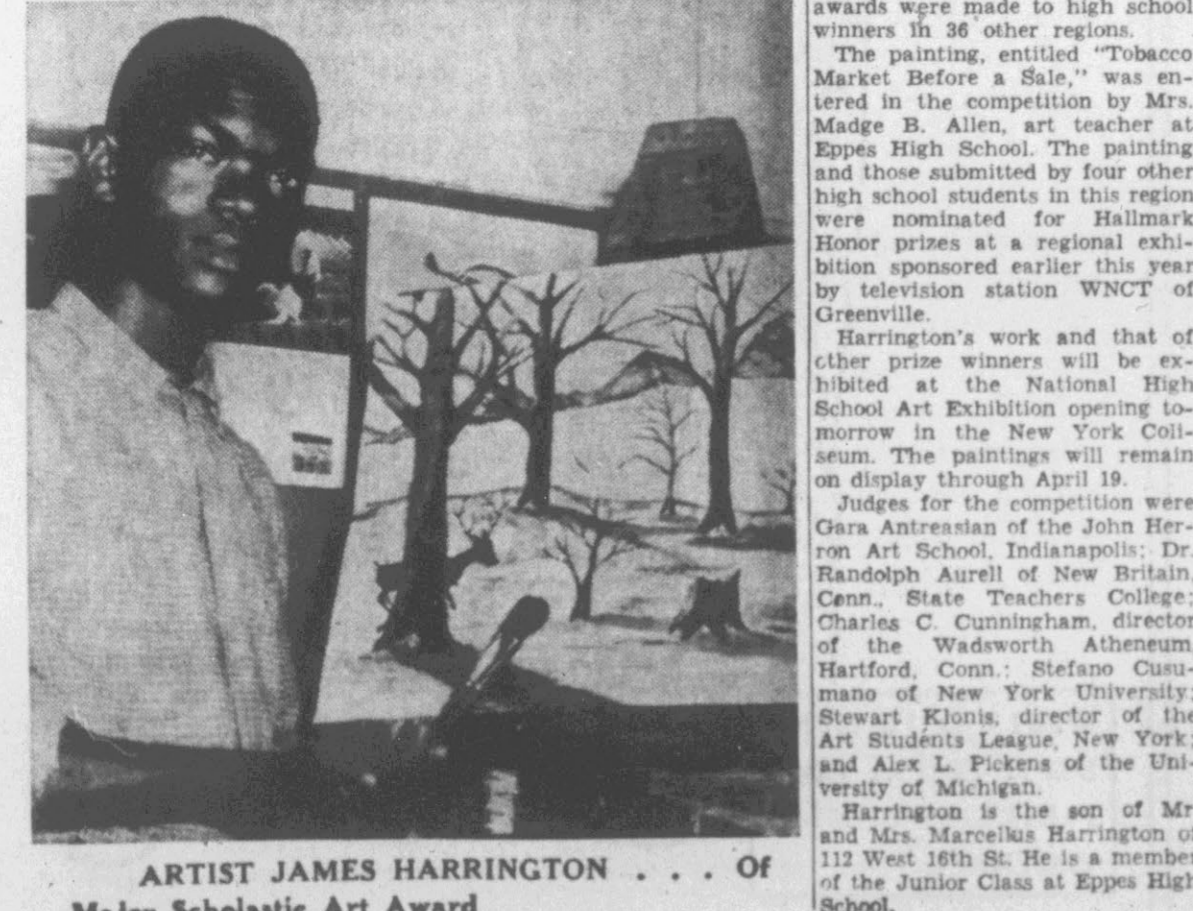 ARTIST JAMES HARRINGTON . . . Of
Major Scholastic Art Award
awards were made to high school
winners in 36 other regions.
The painting, entitled "Tobacco
Market Before a Sale," was en-
tered in the competition by Mrs.
Madge B. Allen, art teacher at
Eppes High School. The painting
and those submitted by four other
high school students in this region
were nominated for Hallmark
Honor prizes at a regional exhi-
bition sponsored earlier this year
by television station WNCT of
Greenville.
Harrington's work and that of
other prize winners will be ex-
hibited at the National High
School Art Exhibition opening to-
morrow in the New York Coli-
seum. The paintings will remain
on display through April 19.
Judges for the competition were
Gara Antreasian of the John Her-
ron Art School, Indianapolis; Dr.
Randolph Aurell of New Britain,
Conn., State Teachers College;
Charles C. Cunningham, director
of the Wadsworth Atheneum,
Hartford, Conn.; Stefano Cusu-
mano of New York University;
Stewart Klonis, director of the
Art Students League, New York;
and Alex L. Pickens of the Uni-
versity of Michigan.
Harrington is the son of Mr
and Mrs. Marcellus Harrington of
112 West 16th St. He is a member
of the Junior Class at Eppes High
School.